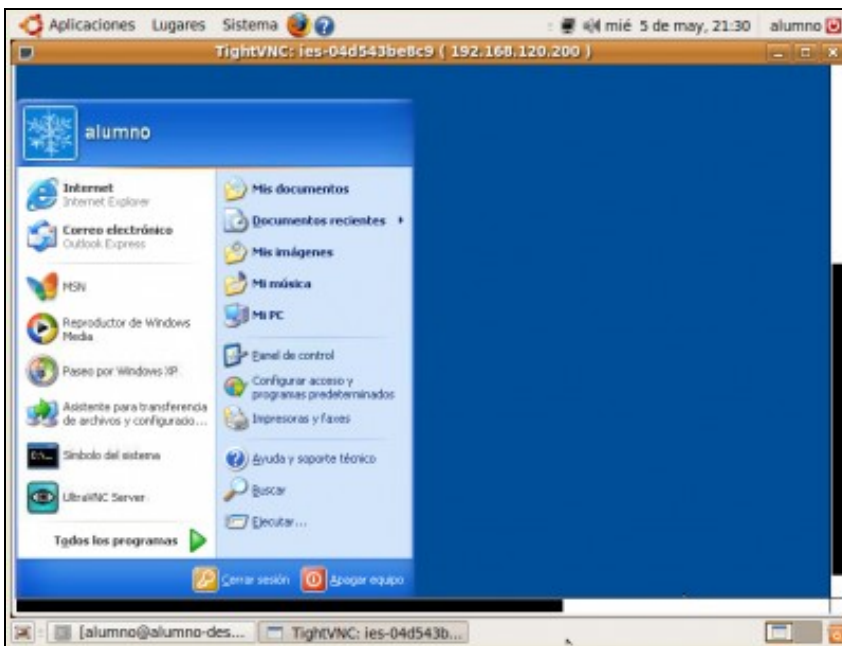 Aplicaciones Lugares Sistema
mié 5 de may, 21:30 alumno
TightVNC: ies-04d543be8c9 ( 192.168.120.200 )
alumno
Internet
Internet Explorer
Correo electrónico
Outlook Express
MSN
Reproductor de Windows
Media
Paseo por Windows XP
Asistente para transferencia
de archivos y configuracio...
Símbolo del sistema
UltraVNC Server
Todos los programas
Mis documentos
Documentos recientes
Mis imágenes
Mi música
Mi PC
Panel de control
Configurar acceso y
programas predeterminados
Impresoras y faxes
Ayuda y soporte técnico
Buscar
Ejecutar...
Cerrar sesión
Apagar equipo
[alumno@alumno-des...
TightVNC: ies-04d543b...